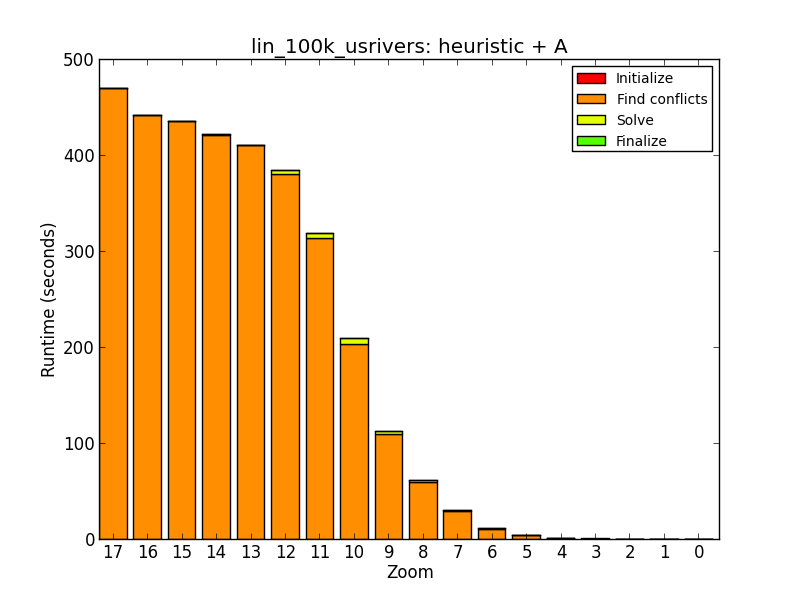 lin_100k_usrivers: heuristic + A
Initialize
Find conflicts
Solve
Finalize
Runtime (seconds)
500
400
300
200
100
0
17 16 15 14 13 12 11 10 9 8 7 6 5 4 3 2 1 0
Zoom